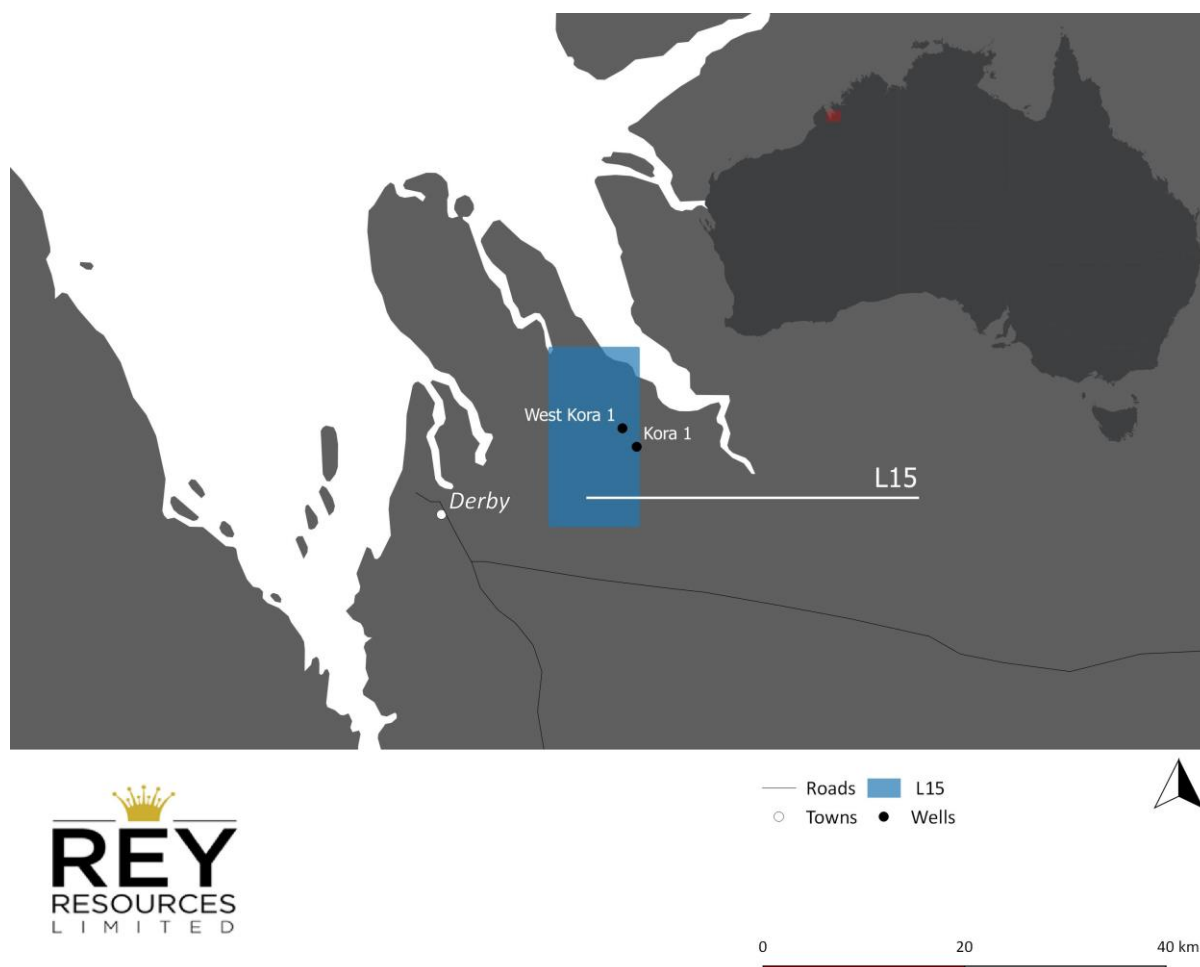 West Kora 1
Kora 1
L15
Derby
REY
RESOURCES
LIMITED
Roads L15
Towns Wells
0 20 40 km